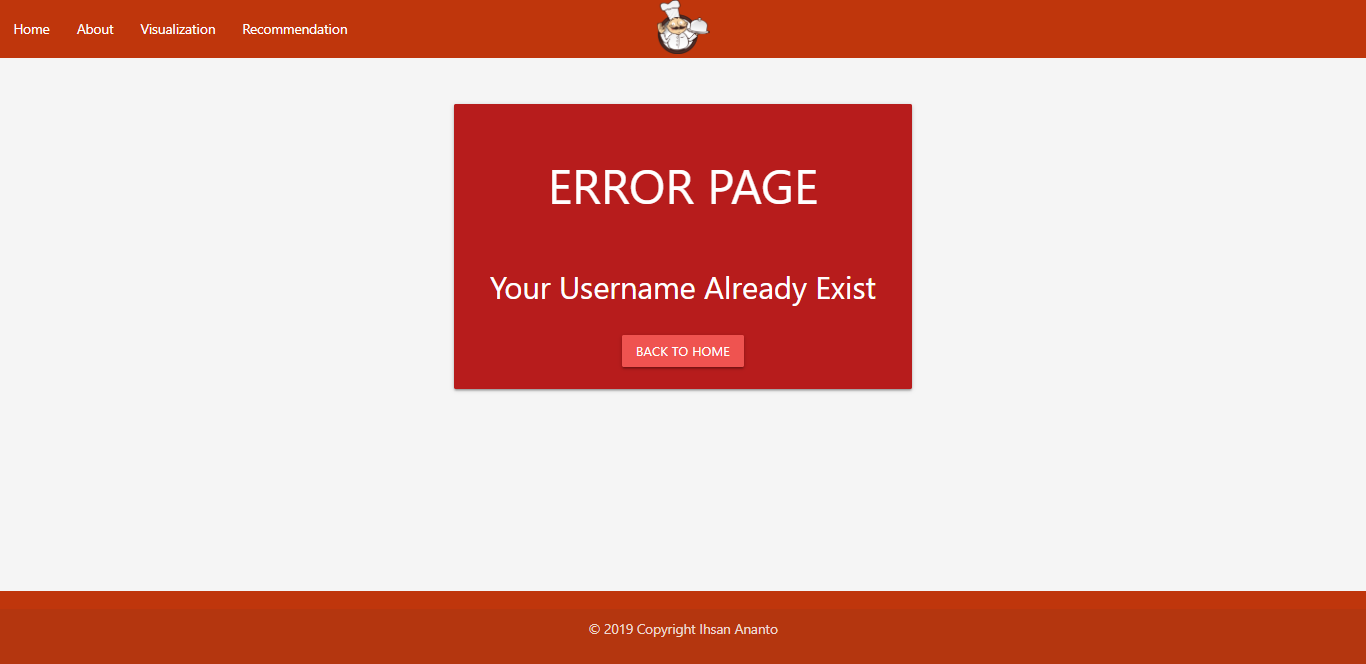 Home About Visualization Recommendation
ERROR PAGE
Your Username Already Exist
BACK TO HOME
© 2019 Copyright Ihsan Ananto